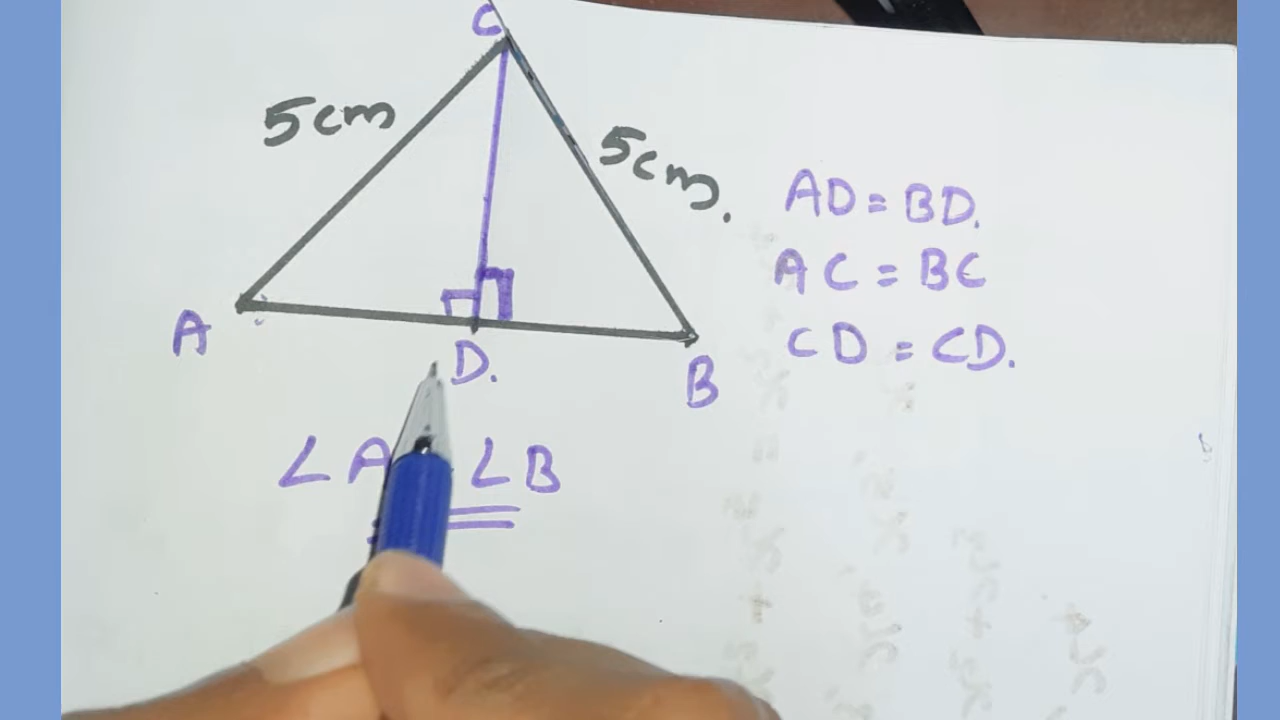 C
5cm
5cm.
AD = BD.
AC = BC
CD = CD.
A
D.
B
∠A ∠B